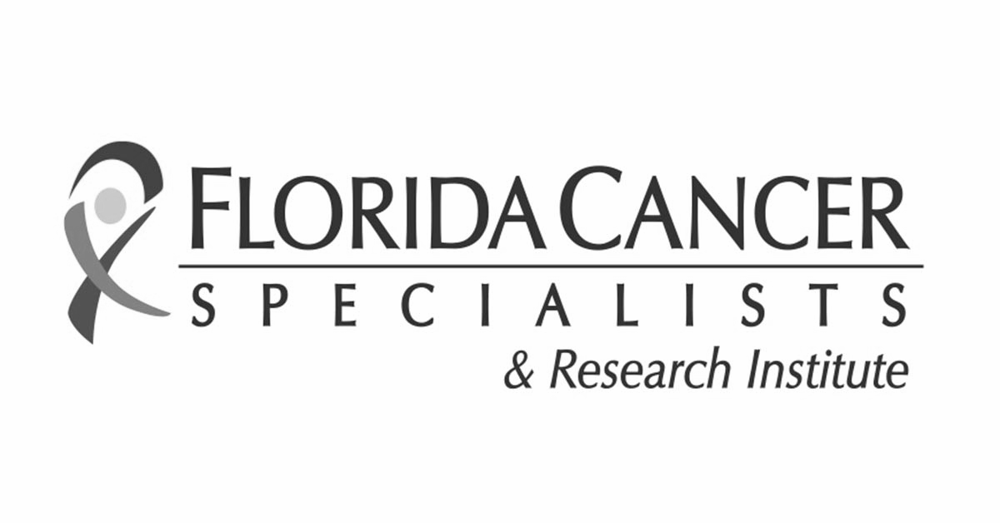 FLORIDA CANCER
SPECIALISTS
& Research Institute